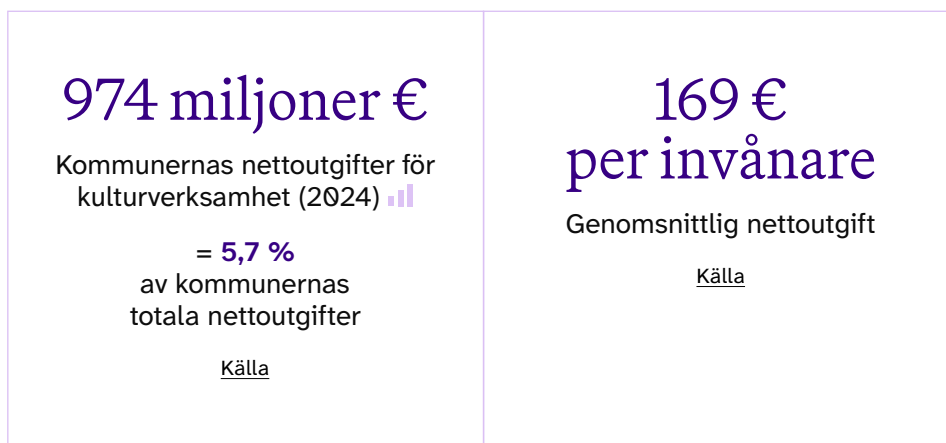 974 miljoner €
Kommunernas nettoutgifter för
kulturverksamhet (2024)
= 5,7 %
av kommunernas
totala nettoutgifter
Källa
169 €
per invånare
Genomsnittlig nettoutgift
Källa